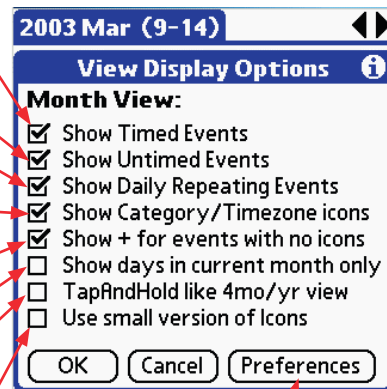 2003 Mar (9-14)
View Display Options
Month View:
Show Timed Events
Show Untimed Events
Show Daily Repeating Events
Show Category/Timezone icons
Show + for events with no icons
Show days in current month only
TapAndHold like 4mo/yr view
Use small version of Icons
OK Cancel Preferences